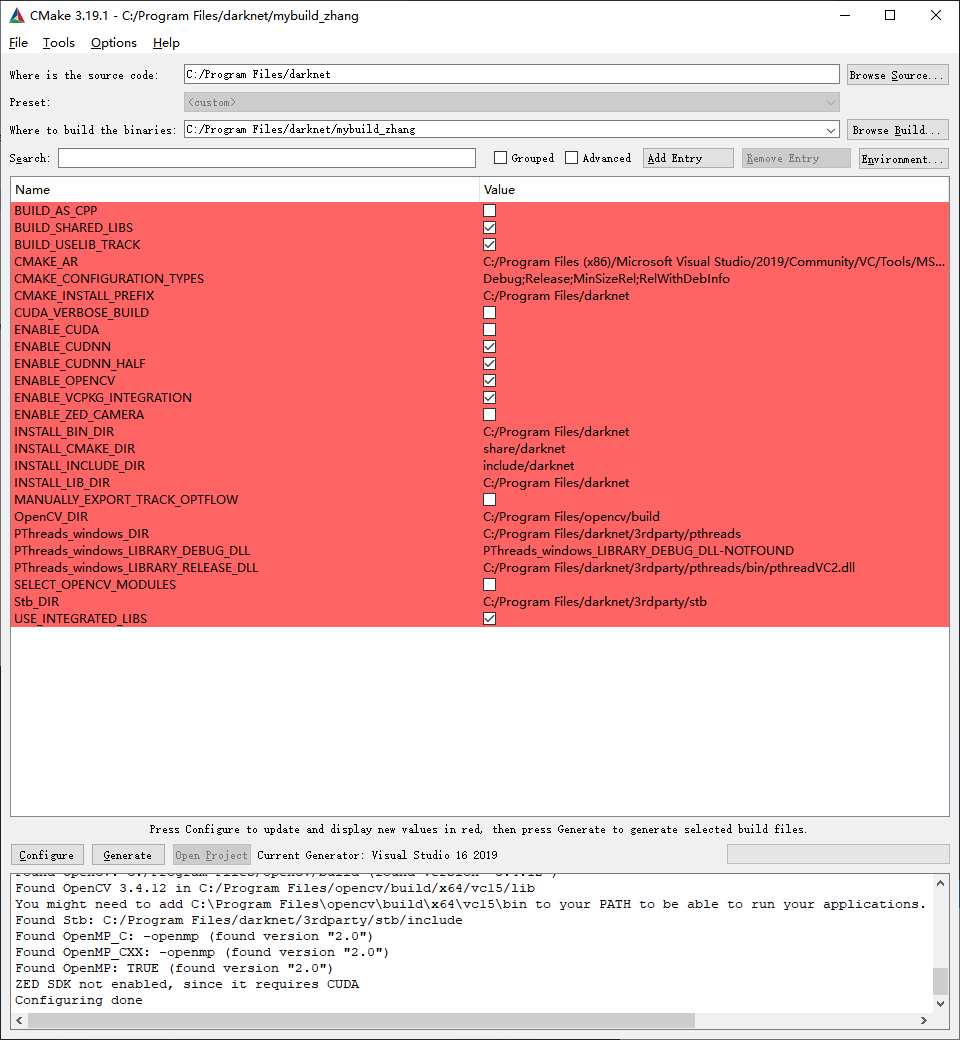 CMake 3.19.1 - C:/Program Files/darknet/mybuild_zhang
File Tools Options Help
Where is the source code: C:/Program Files/darknet Browse Source...
Preset: <custom>
Where to build the binaries: C:/Program Files/darknet/mybuild_zhang Browse Build...
Search: Grouped Advanced Add Entry Remove Entry Environment...
Name Value
BUILD_AS_CPP
BUILD_SHARED_LIBS
BUILD_USELIB_TRACK
CMAKE_AR C:/Program Files (x86)/Microsoft Visual Studio/2019/Community/VC/Tools/MS...
CMAKE_CONFIGURATION_TYPES Debug;Release;MinSizeRel;RelWithDebInfo
CMAKE_INSTALL_PREFIX C:/Program Files/darknet
CUDA_VERBOSE_BUILD
ENABLE_CUDA
ENABLE_CUDNN
ENABLE_CUDNN_HALF
ENABLE_OPENCV
ENABLE_VCPKG_INTEGRATION
ENABLE_ZED_CAMERA
INSTALL_BIN_DIR C:/Program Files/darknet
INSTALL_CMAKE_DIR share/darknet
INSTALL_INCLUDE_DIR include/darknet
INSTALL_LIB_DIR C:/Program Files/darknet
MANUALLY_EXPORT_TRACK_OPTFLOW
OpenCV_DIR C:/Program Files/opencv/build
PThreads_windows_DIR C:/Program Files/darknet/3rdparty/pthreads
PThreads_windows_LIBRARY_DEBUG_DLL PThreads_windows_LIBRARY_DEBUG_DLL-NOTFOUND
PThreads_windows_LIBRARY_RELEASE_DLL C:/Program Files/darknet/3rdparty/pthreads/bin/pthreadVC2.dll
SELECT_OPENCV_MODULES
Stb_DIR C:/Program Files/darknet/3rdparty/stb
USE_INTEGRATED_LIBS
Press Configure to update and display new values in red, then press Generate to generate selected build files.
Configure Generate Open Project Current Generator: Visual Studio 16 2019
Found OpenCV: C:/Program Files/opencv/build (found version "3.4.12")
Found OpenCV 3.4.12 in C:/Program Files/opencv/build/x64/vc15/lib
You might need to add C:\Program Files\opencv\build\x64\vc15\bin to your PATH to be able to run your applications.
Found Stb: C:/Program Files/darknet/3rdparty/stb/include
Found OpenMP_C: -openmp (found version "2.0")
Found OpenMP_CXX: -openmp (found version "2.0")
Found OpenMP: TRUE (found version "2.0")
ZED SDK not enabled, since it requires CUDA
Configuring done